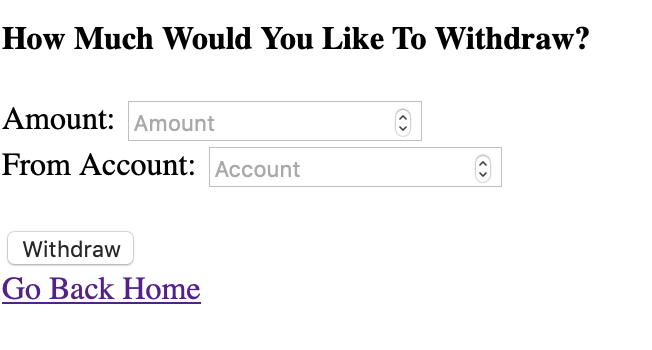 How Much Would You Like To Withdraw?
Amount: Amount
From Account: Account
Withdraw
Go Back Home